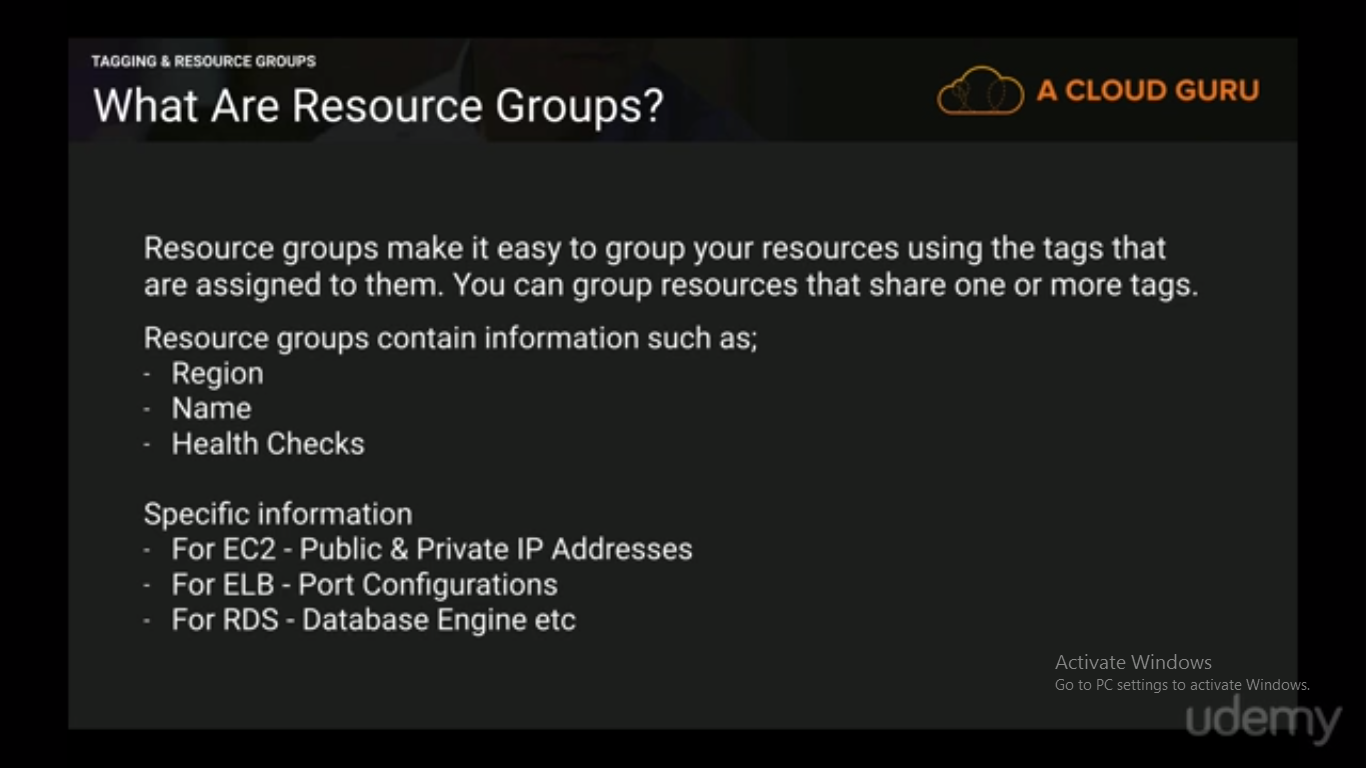 TAGGING & RESOURCE GROUPS
What Are Resource Groups?
A CLOUD GURU
Resource groups make it easy to group your resources using the tags that
are assigned to them. You can group resources that share one or more tags.
Resource groups contain information such as;
- Region
- Name
- Health Checks
Specific information
- For EC2 - Public & Private IP Addresses
- For ELB - Port Configurations
- For RDS - Database Engine etc
Activate Windows
Go to PC settings to activate Windows.
udemy